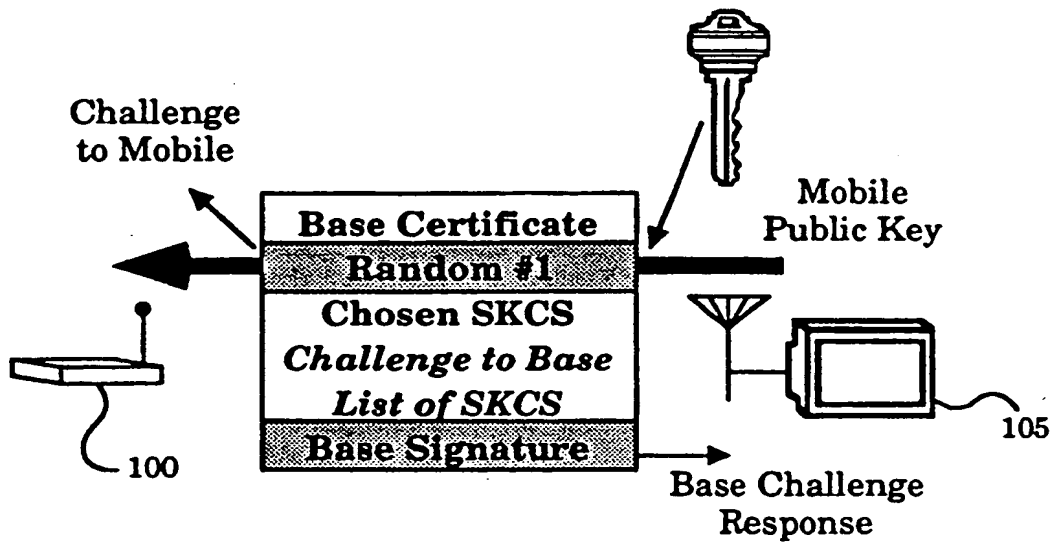 Challenge
to Mobile
Base Certificate
Random #1
Chosen SKCS
Challenge to Base
List of SKCS
Base Signature
Mobile
Public Key
100
105
Base Challenge
Response